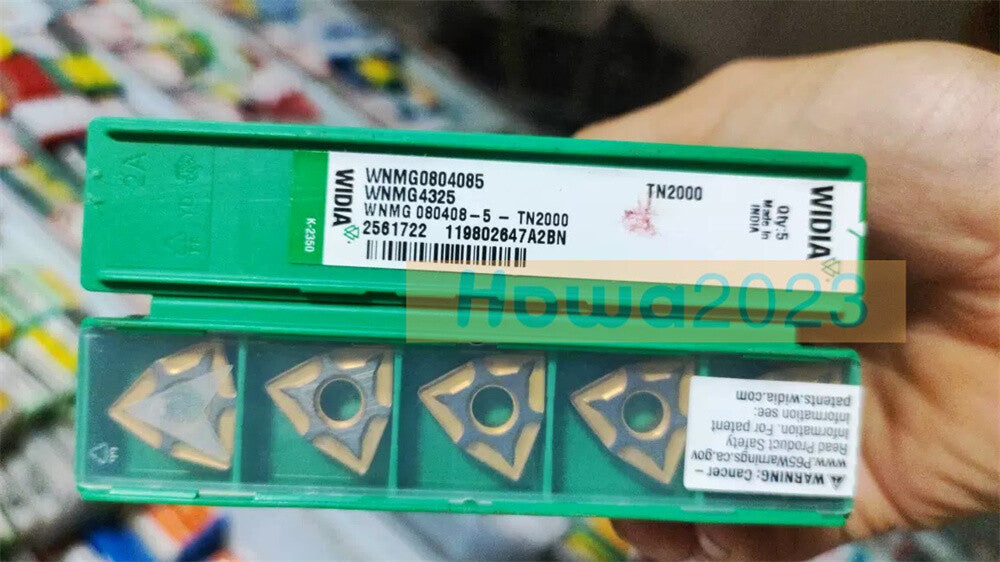 WIDIA
K-2350
WNMG0804085
WNMG4325
WNMG 080408-5 - TN2000
2561722 119802647A2BN
TN2000
Qty:5
Made In
INDIA
WIDIA
Howa2023
WARNING: Cancer -
www.P65Warnings.ca.gov
Read Product Safety
Information. For patent
information see:
patents.widia.com